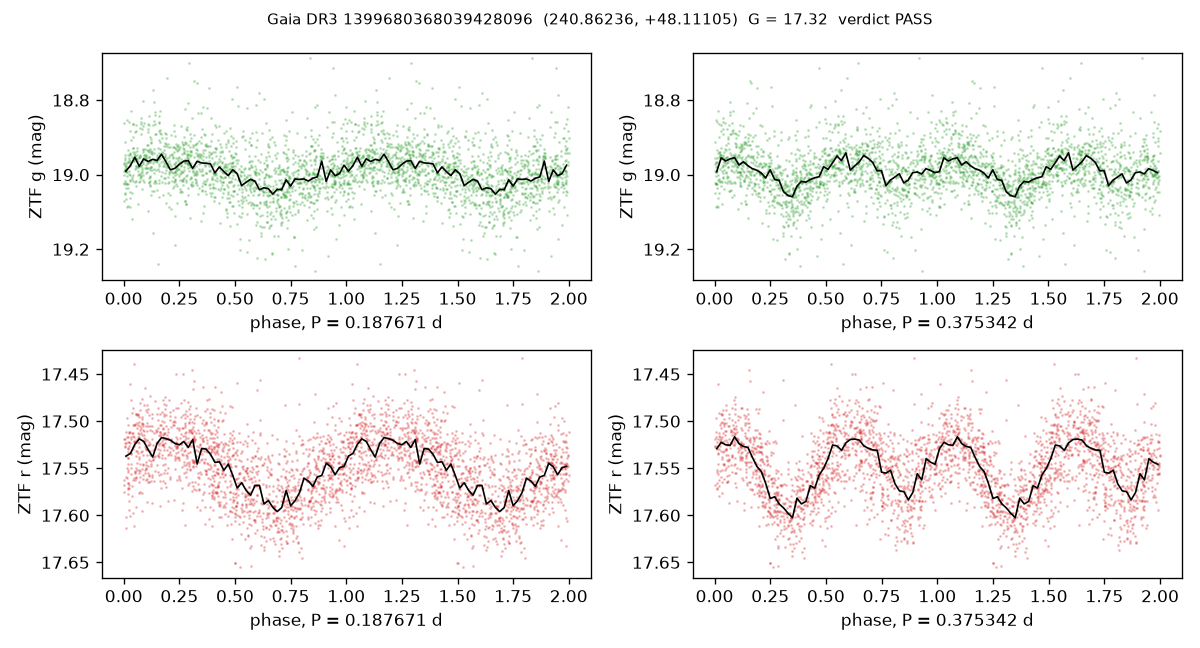 Gaia DR3 1399680368039428096  (240.86236, +48.11105)  G = 17.32  verdict PASS
ZTF g (mag)
18.8
19.0
19.2
0.00 0.25 0.50 0.75 1.00 1.25 1.50 1.75 2.00
phase, P = 0.187671 d
ZTF g (mag)
18.8
19.0
19.2
0.00 0.25 0.50 0.75 1.00 1.25 1.50 1.75 2.00
phase, P = 0.375342 d
ZTF r (mag)
17.45
17.50
17.55
17.60
17.65
0.00 0.25 0.50 0.75 1.00 1.25 1.50 1.75 2.00
phase, P = 0.187671 d
ZTF r (mag)
17.45
17.50
17.55
17.60
17.65
0.00 0.25 0.50 0.75 1.00 1.25 1.50 1.75 2.00
phase, P = 0.375342 d